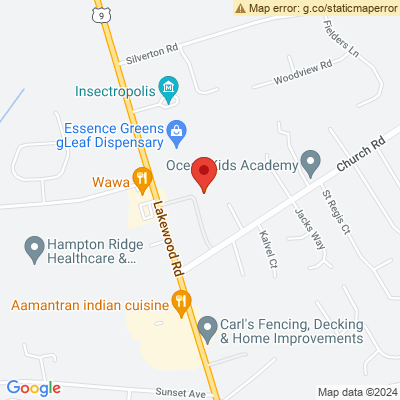 Map error: g.co/staticmaperror
9
Silverton Rd
Fielders Ln
Woodview Rd
Insectropolis
Essence Greens
gLeaf Dispensary
Church Rd
Ocean Kids Academy
Wawa
St Regis Ct
Jacks Way
Lakewood Rd
Kalvel Ct
Hampton Ridge
Healthcare &...
Aamantran indian cuisine
Carl's Fencing, Decking
& Home Improvements
Google
Sunset Ave
Map data ©2024